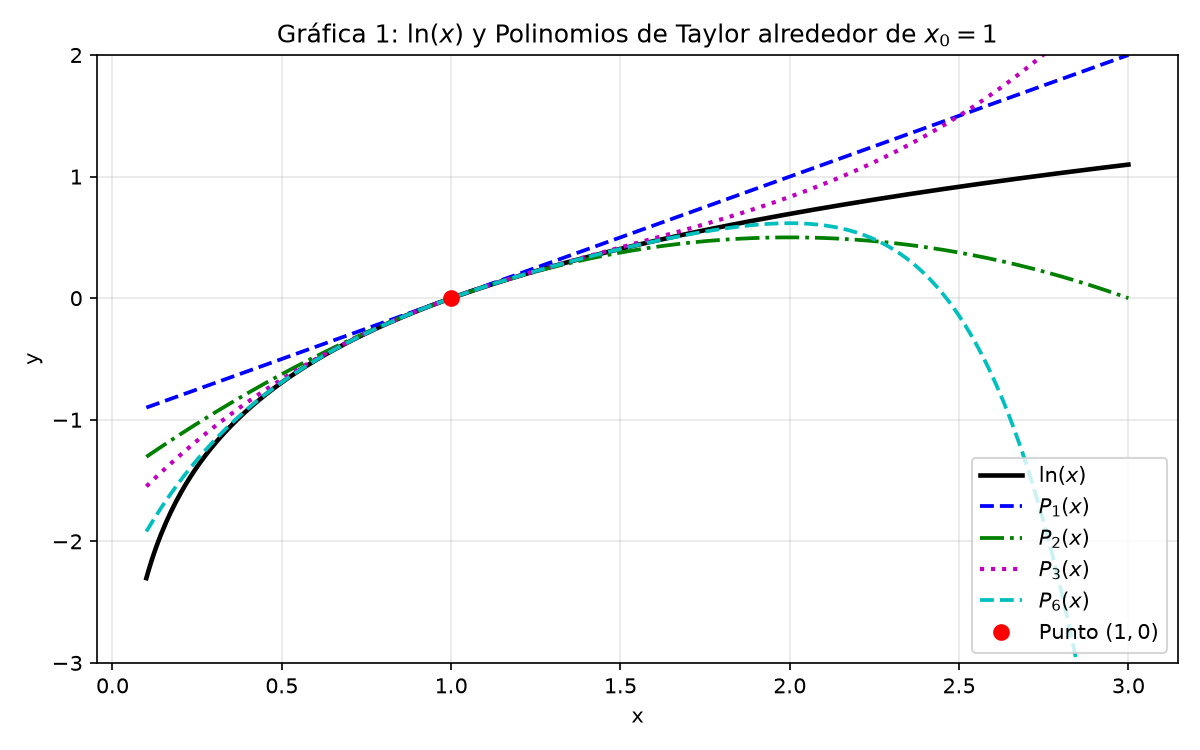 Gráfica 1: ln(x) y Polinomios de Taylor alrededor de x₀ = 1
2
1
0
−1
−2
−3
y
0.0 0.5 1.0 1.5 2.0 2.5 3.0
x
ln(x)
P₁(x)
P₂(x)
P₃(x)
P₆(x)
Punto (1, 0)